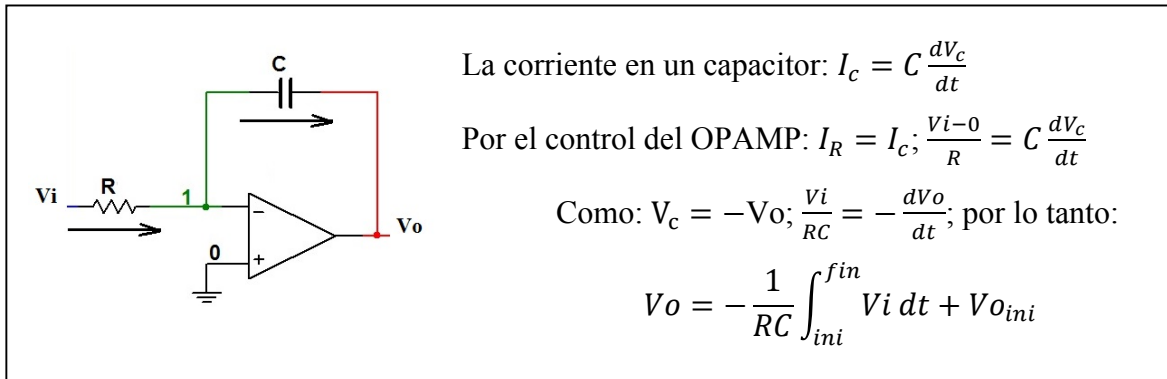 C
Vi
R
1
0
−
+
Vo
La corriente en un capacitor: I_c = C dV_c/dt
Por el control del OPAMP: I_R = I_c; (Vi−0)/R = C dV_c/dt
Como: V_c = −Vo; Vi/RC = − dVo/dt; por lo tanto:
Vo = − 1/RC ∫_ini^fin Vi dt + Vo_ini